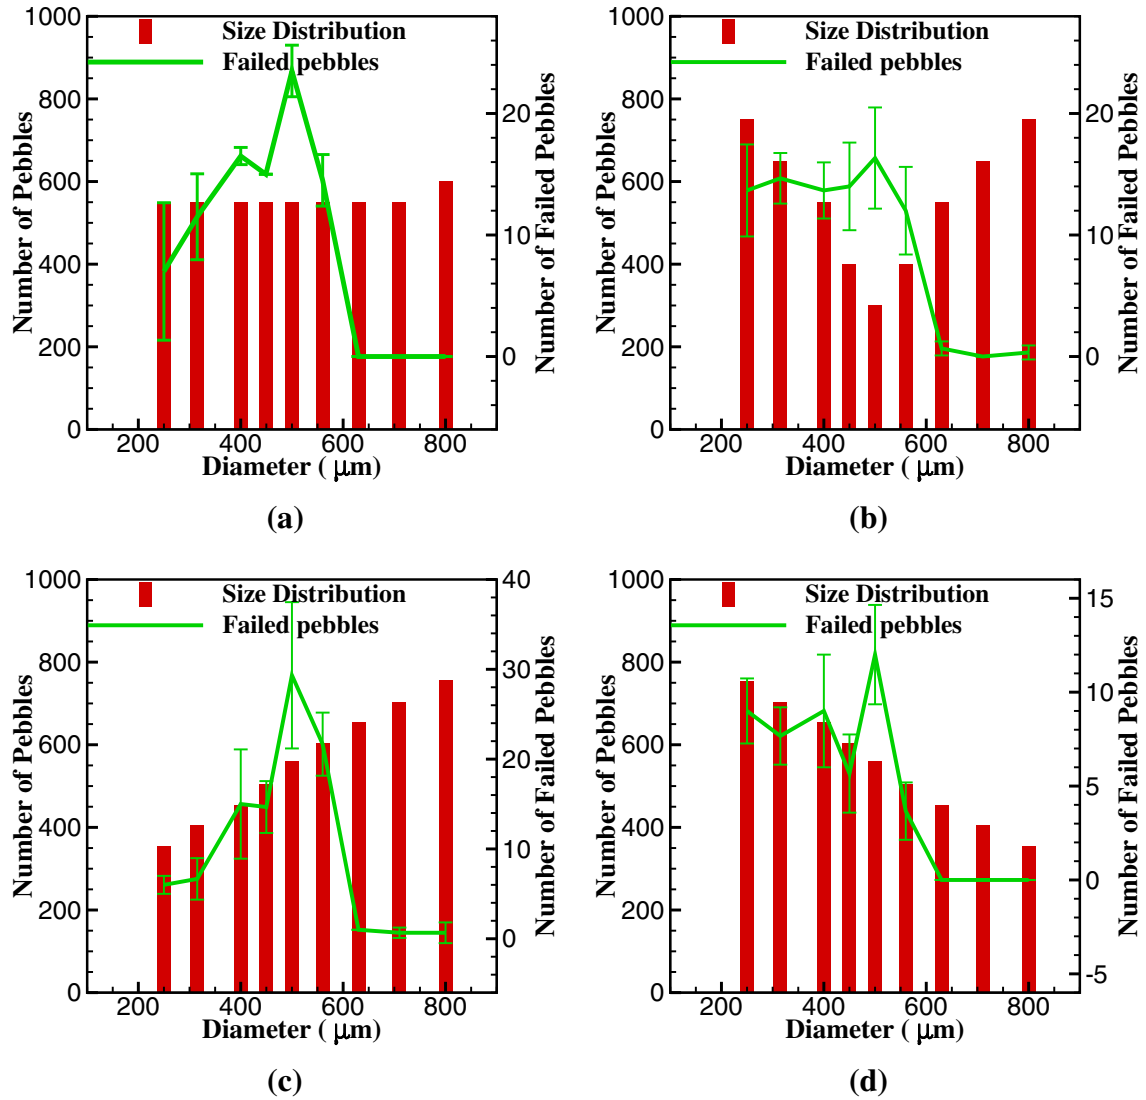 1000
800
600
400
200
0
Number of Pebbles
Size Distribution
Failed pebbles
20
10
0
Number of Failed Pebbles
200 400 600 800
Diameter ( μm)
(a)
1000
800
600
400
200
0
Number of Pebbles
Size Distribution
Failed pebbles
20
10
0
Number of Failed Pebbles
200 400 600 800
Diameter ( μm)
(b)
1000
800
600
400
200
0
Number of Pebbles
Size Distribution
Failed pebbles
40
30
20
10
0
Number of Failed Pebbles
200 400 600 800
Diameter ( μm)
(c)
1000
800
600
400
200
0
Number of Pebbles
Size Distribution
Failed pebbles
15
10
5
0
-5
Number of Failed Pebbles
200 400 600 800
Diameter ( μm)
(d)